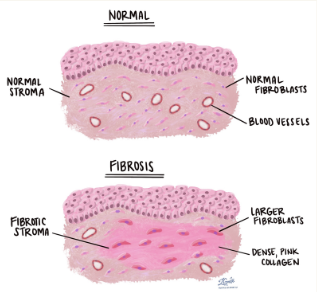 NORMAL
NORMAL
STROMA
NORMAL
FIBROBLASTS
BLOOD VESSELS
FIBROSIS
FIBROTIC
STROMA
LARGER
FIBROBLASTS
DENSE, PINK
COLLAGEN